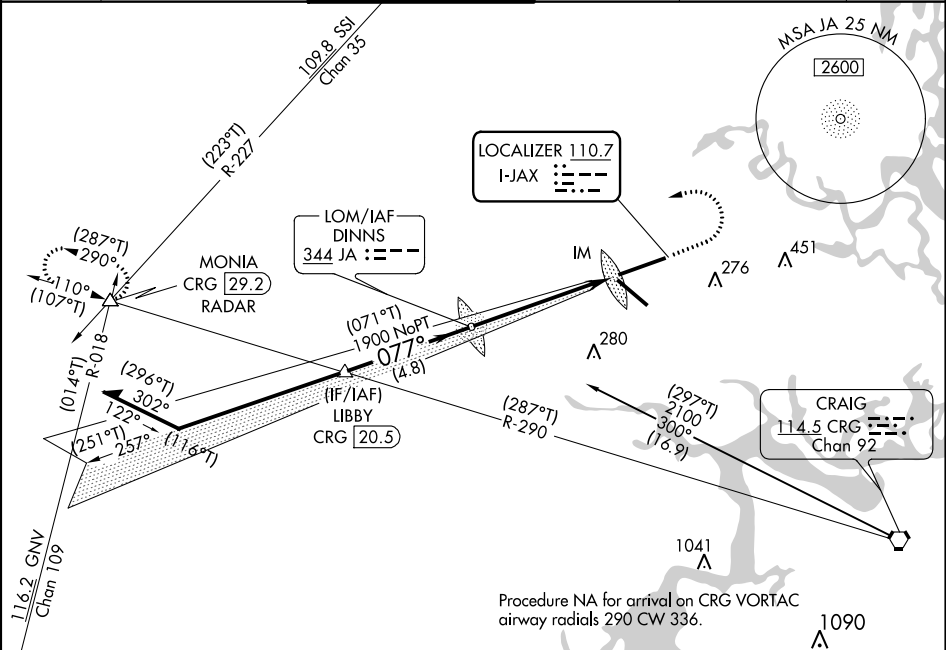 109.8 SSI
Chan 35
(223°T)
R-227
MSA JA 25 NM
2600
LOCALIZER 110.7
I-JAX
LOM/IAF
DINNS
344 JA
IM
276
451
280
(287°T)
290°
110°
(107°T)
MONIA
CRG 29.2
RADAR
(014°T)
R-018
(071°T)
1900 NoPT
077°
(4.8)
(296°T)
302°
122°
(116°T)
(251°T)
257°
(IF/IAF)
LIBBY
CRG 20.5
(287°T)
R-290
(297°T)
2100
300°
(16.9)
CRAIG
114.5 CRG
Chan 92
116.2 GNV
Chan 109
1041
Procedure NA for arrival on CRG VORTAC
airway radials 290 CW 336.
1090